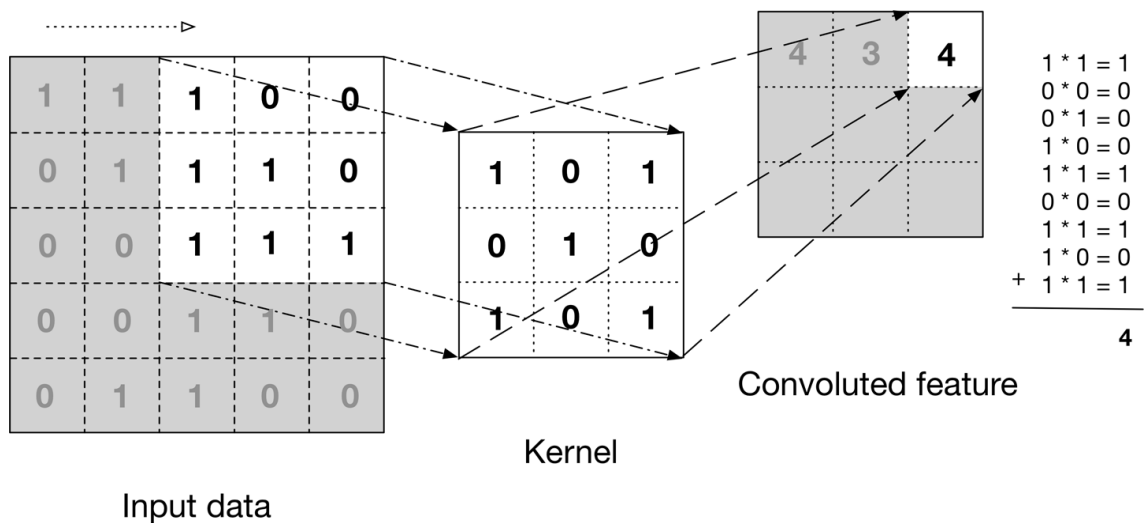 1 1 1 0 0
0 1 1 1 0
0 0 1 1 1
0 0 1 1 0
0 1 1 0 0
Input data
1 0 1
0 1 0
1 0 1
Kernel
4 3 4
Convoluted feature
1 * 1 = 1
0 * 0 = 0
0 * 1 = 0
1 * 0 = 0
1 * 1 = 1
0 * 0 = 0
1 * 1 = 1
1 * 0 = 0
+ 1 * 1 = 1
4